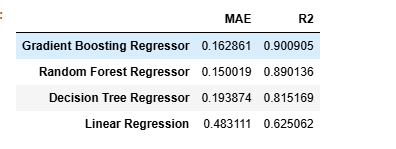 MAE R2
Gradient Boosting Regressor 0.162861 0.900905
Random Forest Regressor 0.150019 0.890136
Decision Tree Regressor 0.193874 0.815169
Linear Regression 0.483111 0.625062